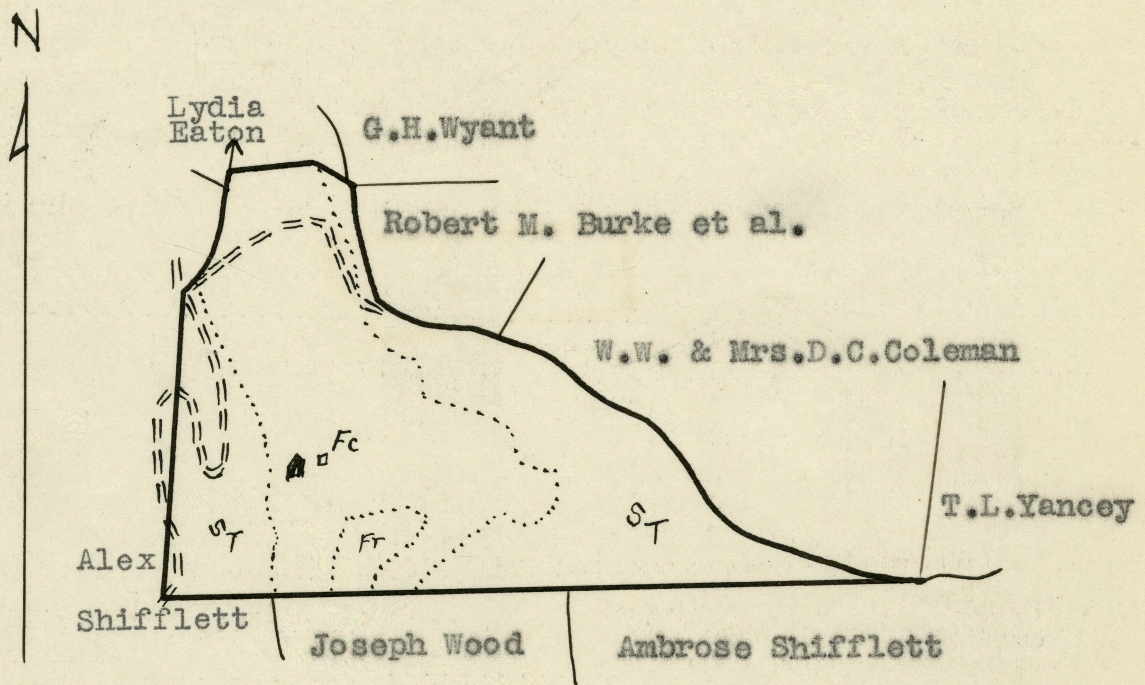 N
Lydia
Eaton
G.H.Wyant
Robert M. Burke et al.
W.W. & Mrs.D.C.Coleman
Fc
T.L.Yancey
ST
ST
Fr
Alex
Shifflett
Joseph Wood
Ambrose Shifflett